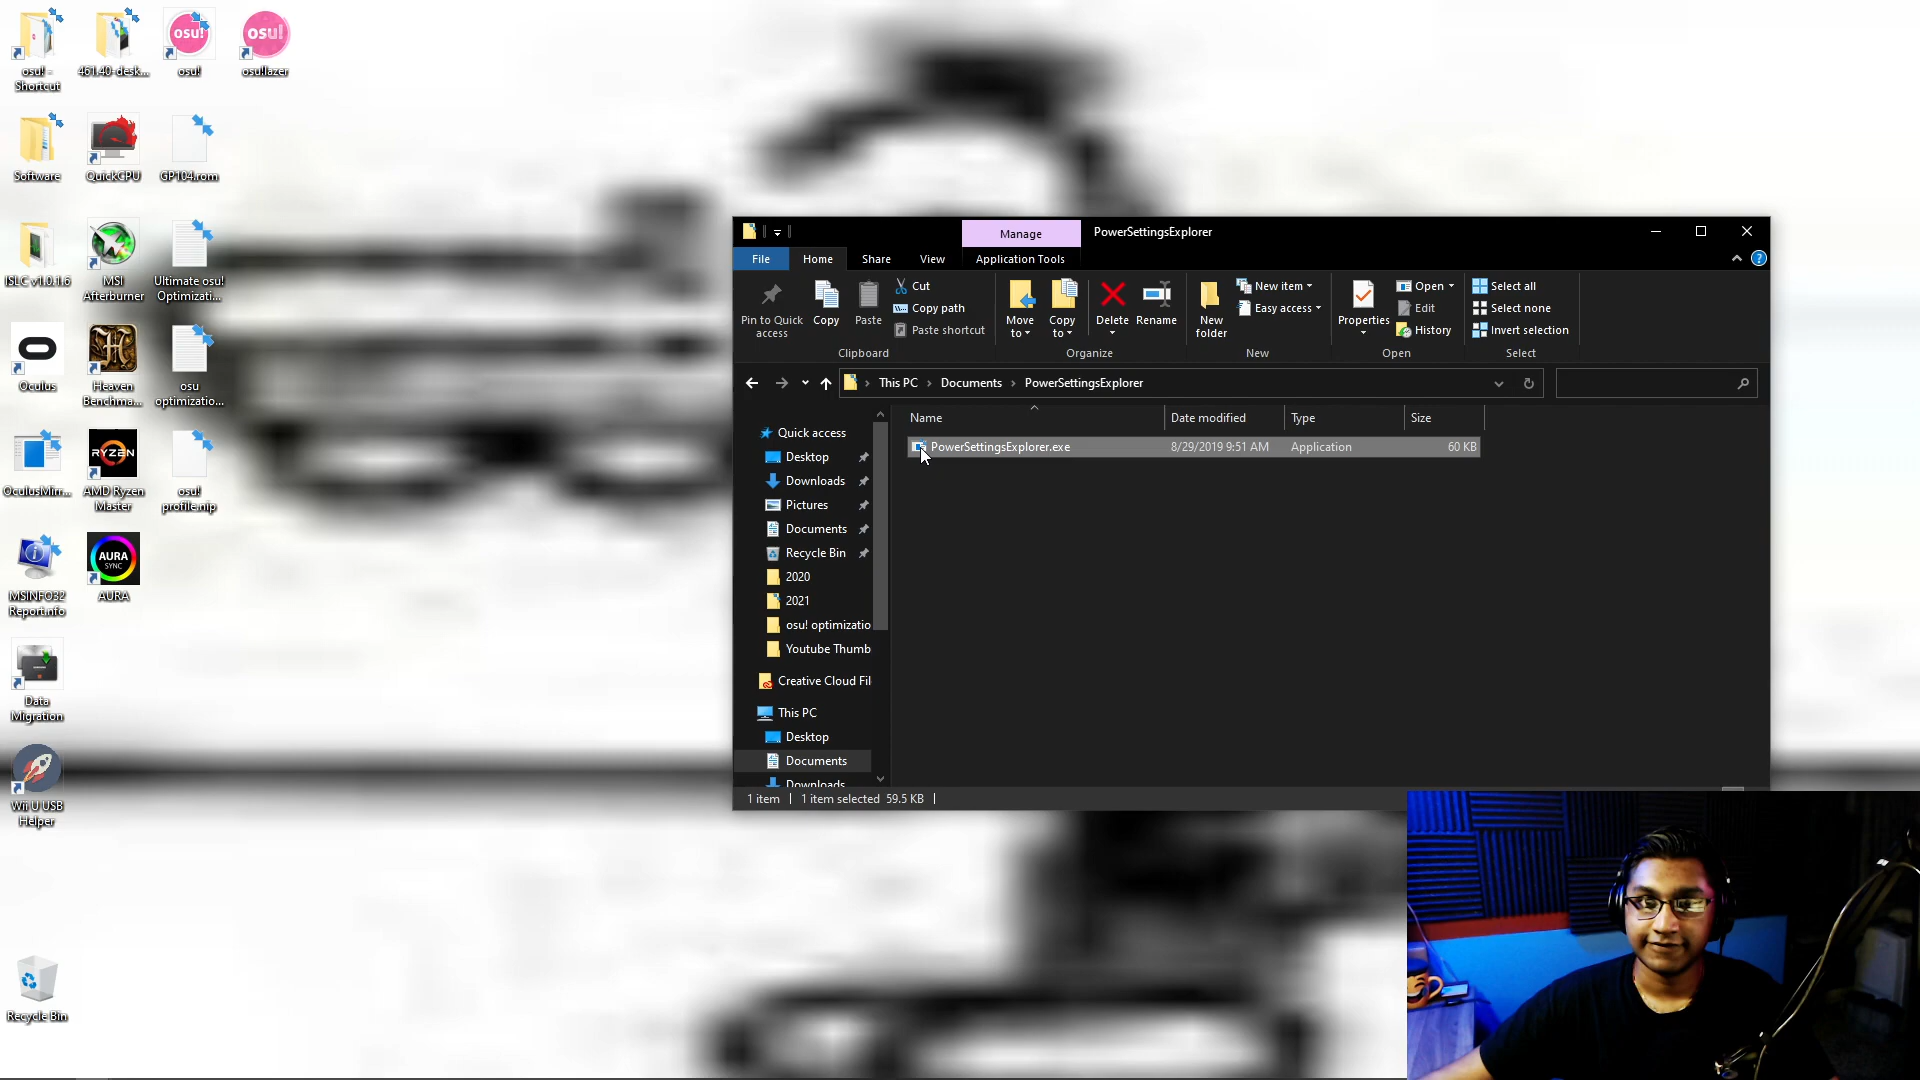 osu! -
Shortcut
461.40-desk...
osu!
osu!
osu!
osu!lazer
Software
QuickCPU
GP104.rom
ISLC v1.0.1.6
MSI
Afterburner
Ultimate osu!
Optimizati...
Oculus
Heaven
Benchma...
osu
optimizatio...
OculusMirr...
RYZEN
AMD Ryzen
Master
osu!
profile.nip
MSINFO32
Report.nfo
AURA
SYNC
AURA
Data
Migration
Wii U USB
Helper
Recycle Bin
Manage
PowerSettingsExplorer
File
Home
Share
View
Application Tools
Pin to Quick
access
Copy
Paste
Cut
Copy path
Paste shortcut
Clipboard
Move
to
Copy
to
Delete
Rename
Organize
New
folder
New item
Easy access
New
Properties
Open
Edit
History
Open
Select all
Select none
Invert selection
Select
This PC
Documents
PowerSettingsExplorer
Name
Date modified
Type
Size
PowerSettingsExplorer.exe
8/29/2019 9:51 AM
Application
60 KB
Quick access
Desktop
Downloads
Pictures
Documents
Recycle Bin
2020
2021
osu! optimizatio
Youtube Thumb
Creative Cloud Fil
This PC
Desktop
Documents
Downloads
1 item
1 item selected 59.5 KB